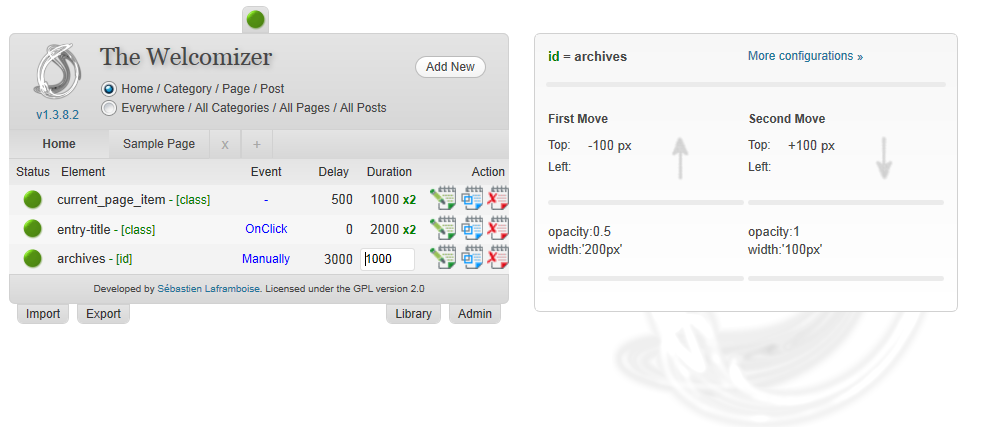 The Welcomizer
Add New
Home / Category / Page / Post
Everywhere / All Categories / All Pages / All Posts
v1.3.8.2
Home Sample Page x +
Status Element Event Delay Duration Action
current_page_item - [class] - 500 1000 x2
entry-title - [class] OnClick 0 2000 x2
archives - [id] Manually 3000 1000
Developed by Sébastien Laframboise. Licensed under the GPL version 2.0
Import Export Library Admin
id = archives More configurations »
First Move Second Move
Top: -100 px Top: +100 px
Left: Left:
opacity:0.5 opacity:1
width:'200px' width:'100px'